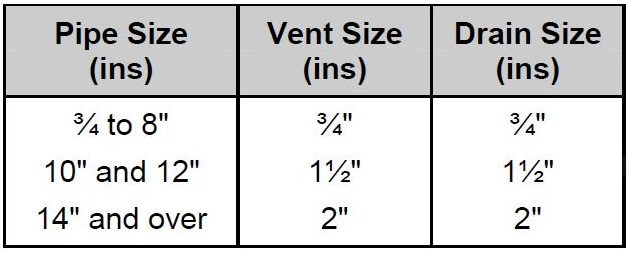 Pipe Size (ins) Vent Size (ins) Drain Size (ins)
¾ to 8" ¾" ¾"
10" and 12" 1½" 1½"
14" and over 2" 2"